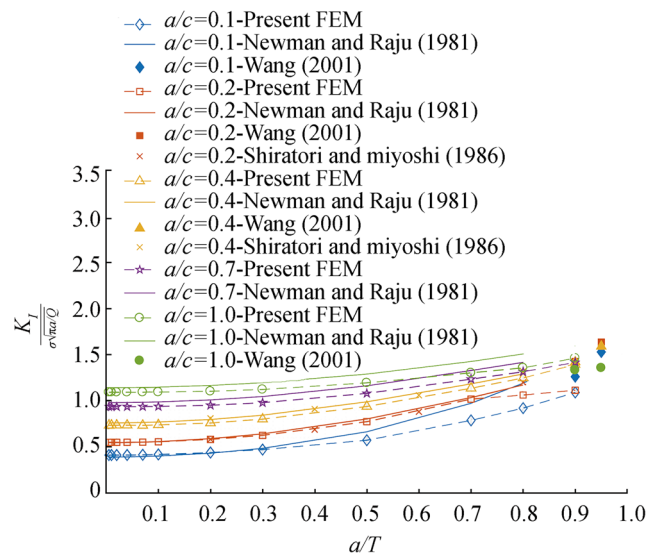 a/c=0.1-Present FEM
a/c=0.1-Newman and Raju (1981)
a/c=0.1-Wang (2001)
a/c=0.2-Present FEM
a/c=0.2-Newman and Raju (1981)
a/c=0.2-Wang (2001)
a/c=0.2-Shiratori and miyoshi (1986)
a/c=0.4-Present FEM
a/c=0.4-Newman and Raju (1981)
a/c=0.4-Wang (2001)
a/c=0.4-Shiratori and miyoshi (1986)
a/c=0.7-Present FEM
a/c=0.7-Newman and Raju (1981)
a/c=1.0-Present FEM
a/c=1.0-Newman and Raju (1981)
a/c=1.0-Wang (2001)
3.5
3.0
2.5
2.0
1.5
1.0
0.5
0
K_I
σ√πa/Q
0.1 0.2 0.3 0.4 0.5 0.6 0.7 0.8 0.9 1.0
a/T